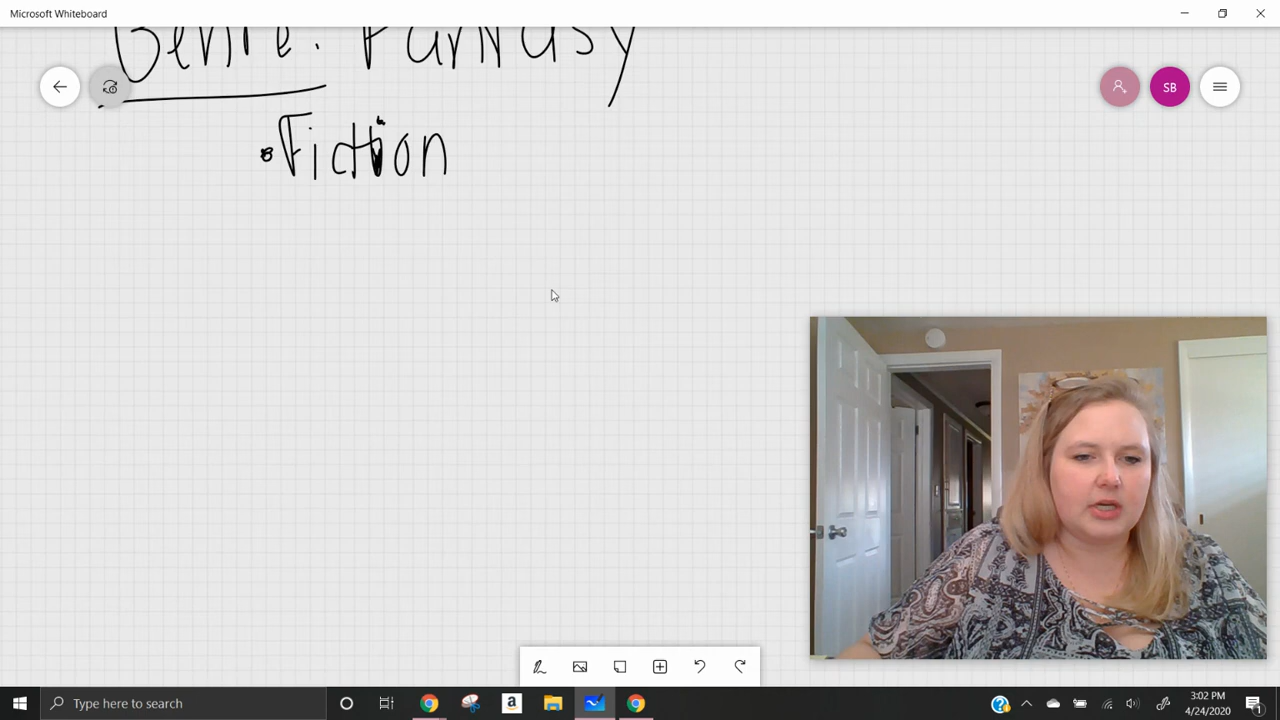 Microsoft Whiteboard
Genre: Fantasy
SB
Fiction
Type here to search
3:02 PM
4/24/2020